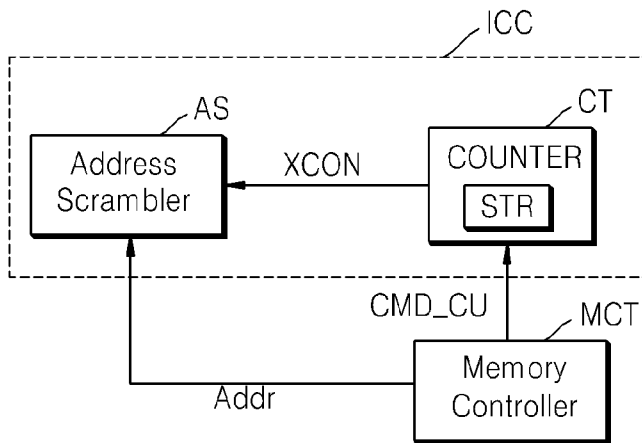 ICC
AS
CT
Address
Scrambler
XCON
COUNTER
STR
CMD_CU
MCT
Memory
Controller
Addr